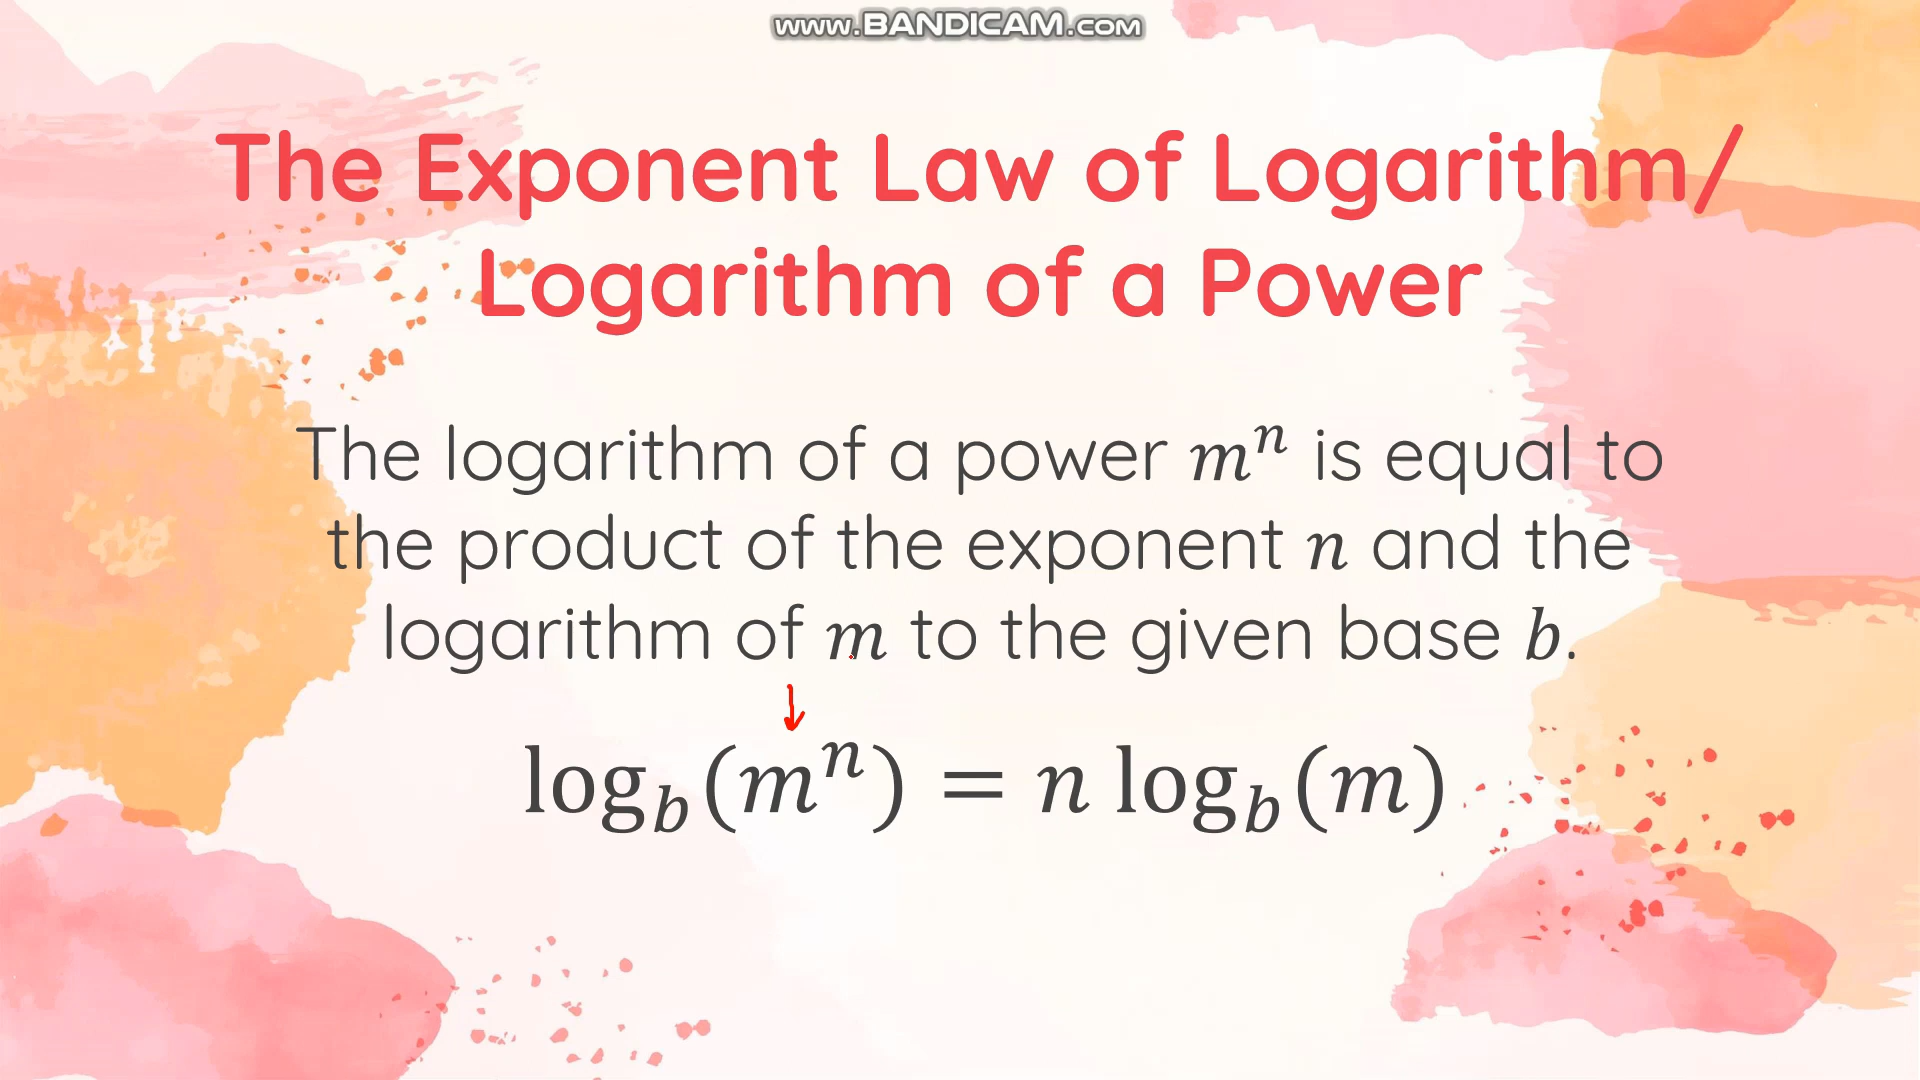 www.BANDICAM.com
The Exponent Law of Logarithm/
Logarithm of a Power
The logarithm of a power mⁿ is equal to
the product of the exponent n and the
logarithm of m to the given base b.
log_b(mⁿ) = n log_b(m)